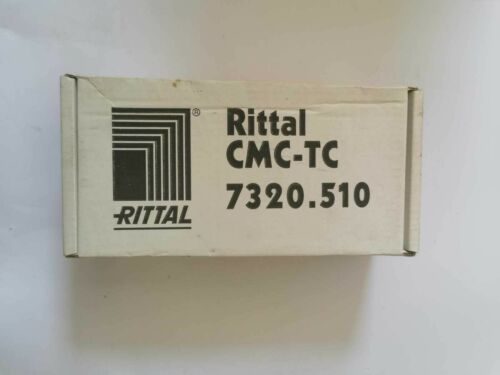 ®
RITTAL
Rittal
CMC-TC
7320.510